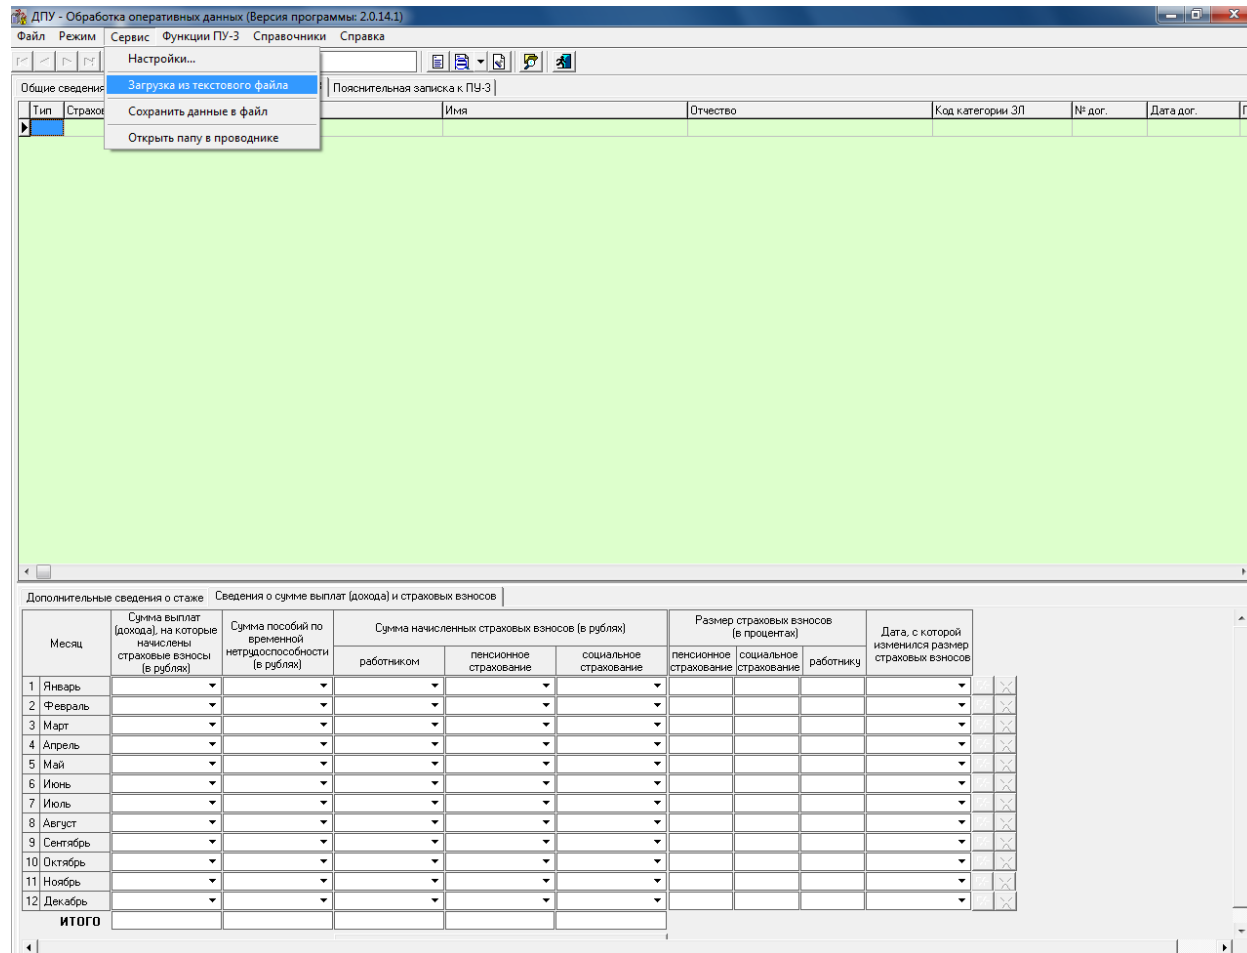 ДПУ - Обработка оперативных данных (Версия программы: 2.0.14.1)
Файл Режим Сервис Функции ПУ-3 Справочники Справка
Настройки...
Загрузка из текстового файла
Сохранить данные в файл
Открыть папу в проводнике
Общие сведения Пояснительная записка к ПУ-3
Тип Имя Отчество Код категории ЗЛ № дог. Дата дог.
Дополнительные сведения о стаже Сведения о сумме выплат (дохода) и страховых взносов
Месяц
Сумма выплат
(дохода), на которые
начислены
страховые взносы
(в рублях)
Сумма пособий по
временной
нетрудоспособности
(в рублях)
Сумма начисленных страховых взносов (в рублях)
работником
пенсионное
страхование
социальное
страхование
Размер страховых взносов
(в процентах)
пенсионное
страхование
социальное
страхование
работнику
Дата, с которой
изменился размер
страховых взносов
1 Январь
2 Февраль
3 Март
4 Апрель
5 Май
6 Июнь
7 Июль
8 Август
9 Сентябрь
10 Октябрь
11 Ноябрь
12 Декабрь
ИТОГО